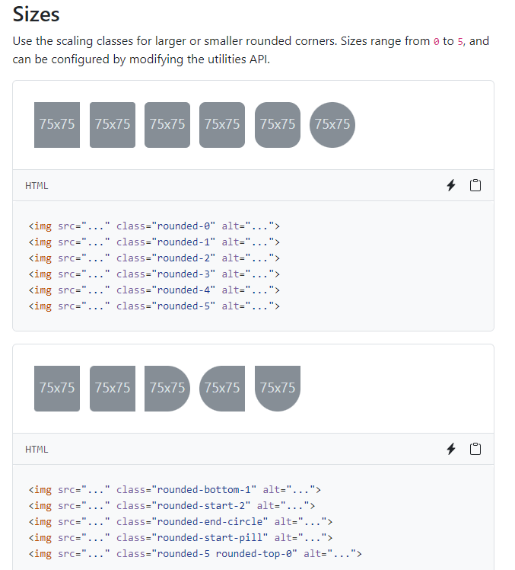 Sizes
Use the scaling classes for larger or smaller rounded corners. Sizes range from 0 to 5, and
can be configured by modifying the utilities API.
75x75 75x75 75x75 75x75 75x75 75x75
HTML
<img src="..." class="rounded-0" alt="...">
<img src="..." class="rounded-1" alt="...">
<img src="..." class="rounded-2" alt="...">
<img src="..." class="rounded-3" alt="...">
<img src="..." class="rounded-4" alt="...">
<img src="..." class="rounded-5" alt="...">
75x75 75x75 75x75 75x75 75x75
HTML
<img src="..." class="rounded-bottom-1" alt="...">
<img src="..." class="rounded-start-2" alt="...">
<img src="..." class="rounded-end-circle" alt="...">
<img src="..." class="rounded-start-pill" alt="...">
<img src="..." class="rounded-5 rounded-top-0" alt="...">